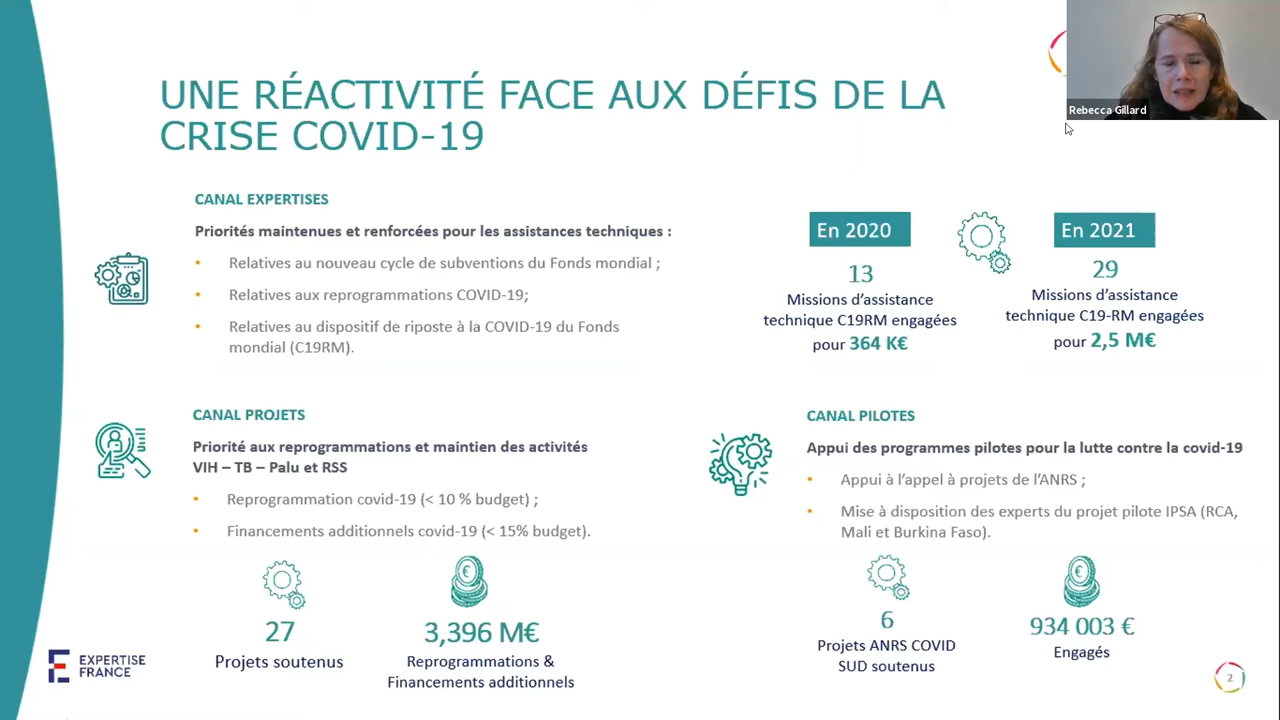 UNE RÉACTIVITÉ FACE AUX DÉFIS DE LA
CRISE COVID-19
Rebecca Gillard
CANAL EXPERTISES
Priorités maintenues et renforcées pour les assistances techniques :
• Relatives au nouveau cycle de subventions du Fonds mondial ;
• Relatives aux reprogrammations COVID-19;
• Relatives au dispositif de riposte à la COVID-19 du Fonds
mondial (C19RM).
En 2020
13
Missions d’assistance
technique C19RM engagées
pour 364 K€
En 2021
29
Missions d’assistance
technique C19-RM engagées
pour 2,5 M€
CANAL PROJETS
Priorité aux reprogrammations et maintien des activités
VIH – TB – Palu et RSS
• Reprogrammation covid-19 (< 10 % budget) ;
• Financements additionnels covid-19 (< 15% budget).
27
Projets soutenus
3,396 M€
Reprogrammations &
Financements additionnels
CANAL PILOTES
Appui des programmes pilotes pour la lutte contre la covid-19
• Appui à l’appel à projets de l’ANRS ;
• Mise à disposition des experts du projet pilote IPSA (RCA,
Mali et Burkina Faso).
6
Projets ANRS COVID
SUD soutenus
934 003 €
Engagés
EXPERTISE
FRANCE
2